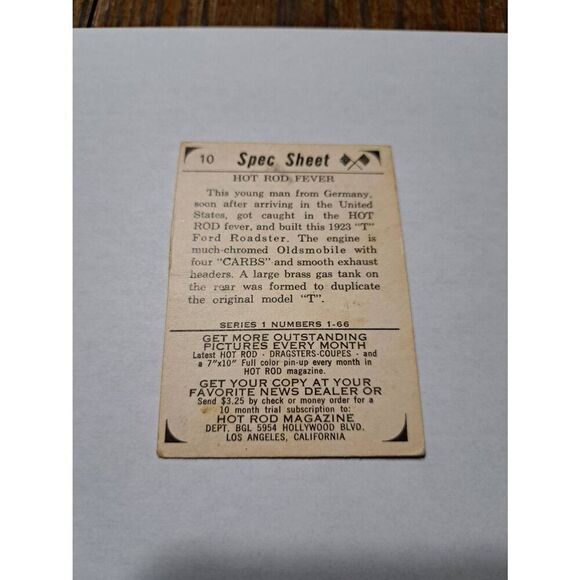 10 Spec Sheet
HOT ROD FEVER
This young man from Germany,
soon after arriving in the United
States, got caught in the HOT
ROD fever, and built this 1923 "T"
Ford Roadster. The engine is
much-chromed Oldsmobile with
four "CARBS" and smooth exhaust
headers. A large brass gas tank on
the rear was formed to duplicate
the original model "T".
SERIES 1 NUMBERS 1-66
GET MORE OUTSTANDING
PICTURES EVERY MONTH
Latest HOT ROD - DRAGSTERS-COUPES - and
a 7"x10" Full color pin-up every month in
HOT ROD magazine.
GET YOUR COPY AT YOUR
FAVORITE NEWS DEALER OR
Send $3.25 by check or money order for a
10 month trial subscription to:
HOT ROD MAGAZINE
DEPT. BGL 5954 HOLLYWOOD BLVD.
LOS ANGELES, CALIFORNIA